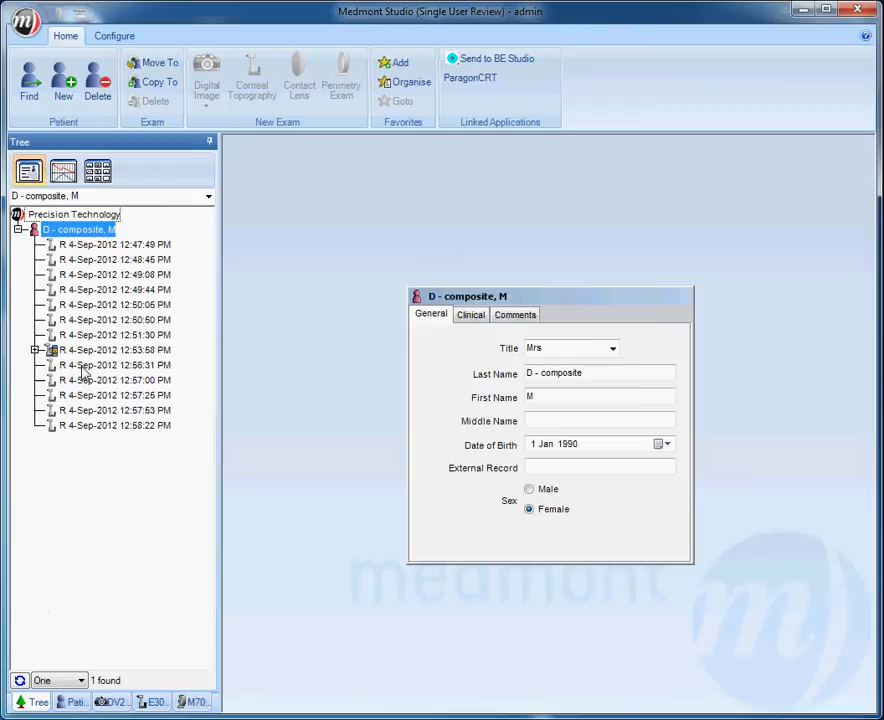 Medmont Studio (Single User Review) - admin
Home Configure
Find New Delete
Patient
Move To
Copy To
Delete
Exam
Digital Image
Corneal Topography
Contact Lens
Perimetry Exam
New Exam
Add
Organise
Goto
Favorites
Send to BE Studio
ParagonCRT
Linked Applications
Tree
D - composite, M
Precision Technology
D - composite, M
R 4-Sep-2012 12:47:49 PM
R 4-Sep-2012 12:48:45 PM
R 4-Sep-2012 12:49:08 PM
R 4-Sep-2012 12:49:44 PM
R 4-Sep-2012 12:50:05 PM
R 4-Sep-2012 12:50:50 PM
R 4-Sep-2012 12:51:30 PM
R 4-Sep-2012 12:53:58 PM
R 4-Sep-2012 12:56:31 PM
R 4-Sep-2012 12:57:00 PM
R 4-Sep-2012 12:57:25 PM
R 4-Sep-2012 12:57:53 PM
R 4-Sep-2012 12:58:22 PM
One 1 found
Tree Pati... DV2... E30... M70...
D - composite, M
General Clinical Comments
Title Mrs
Last Name D - composite
First Name M
Middle Name
Date of Birth 1 Jan 1990
External Record
Sex
Male
Female
medmont
m